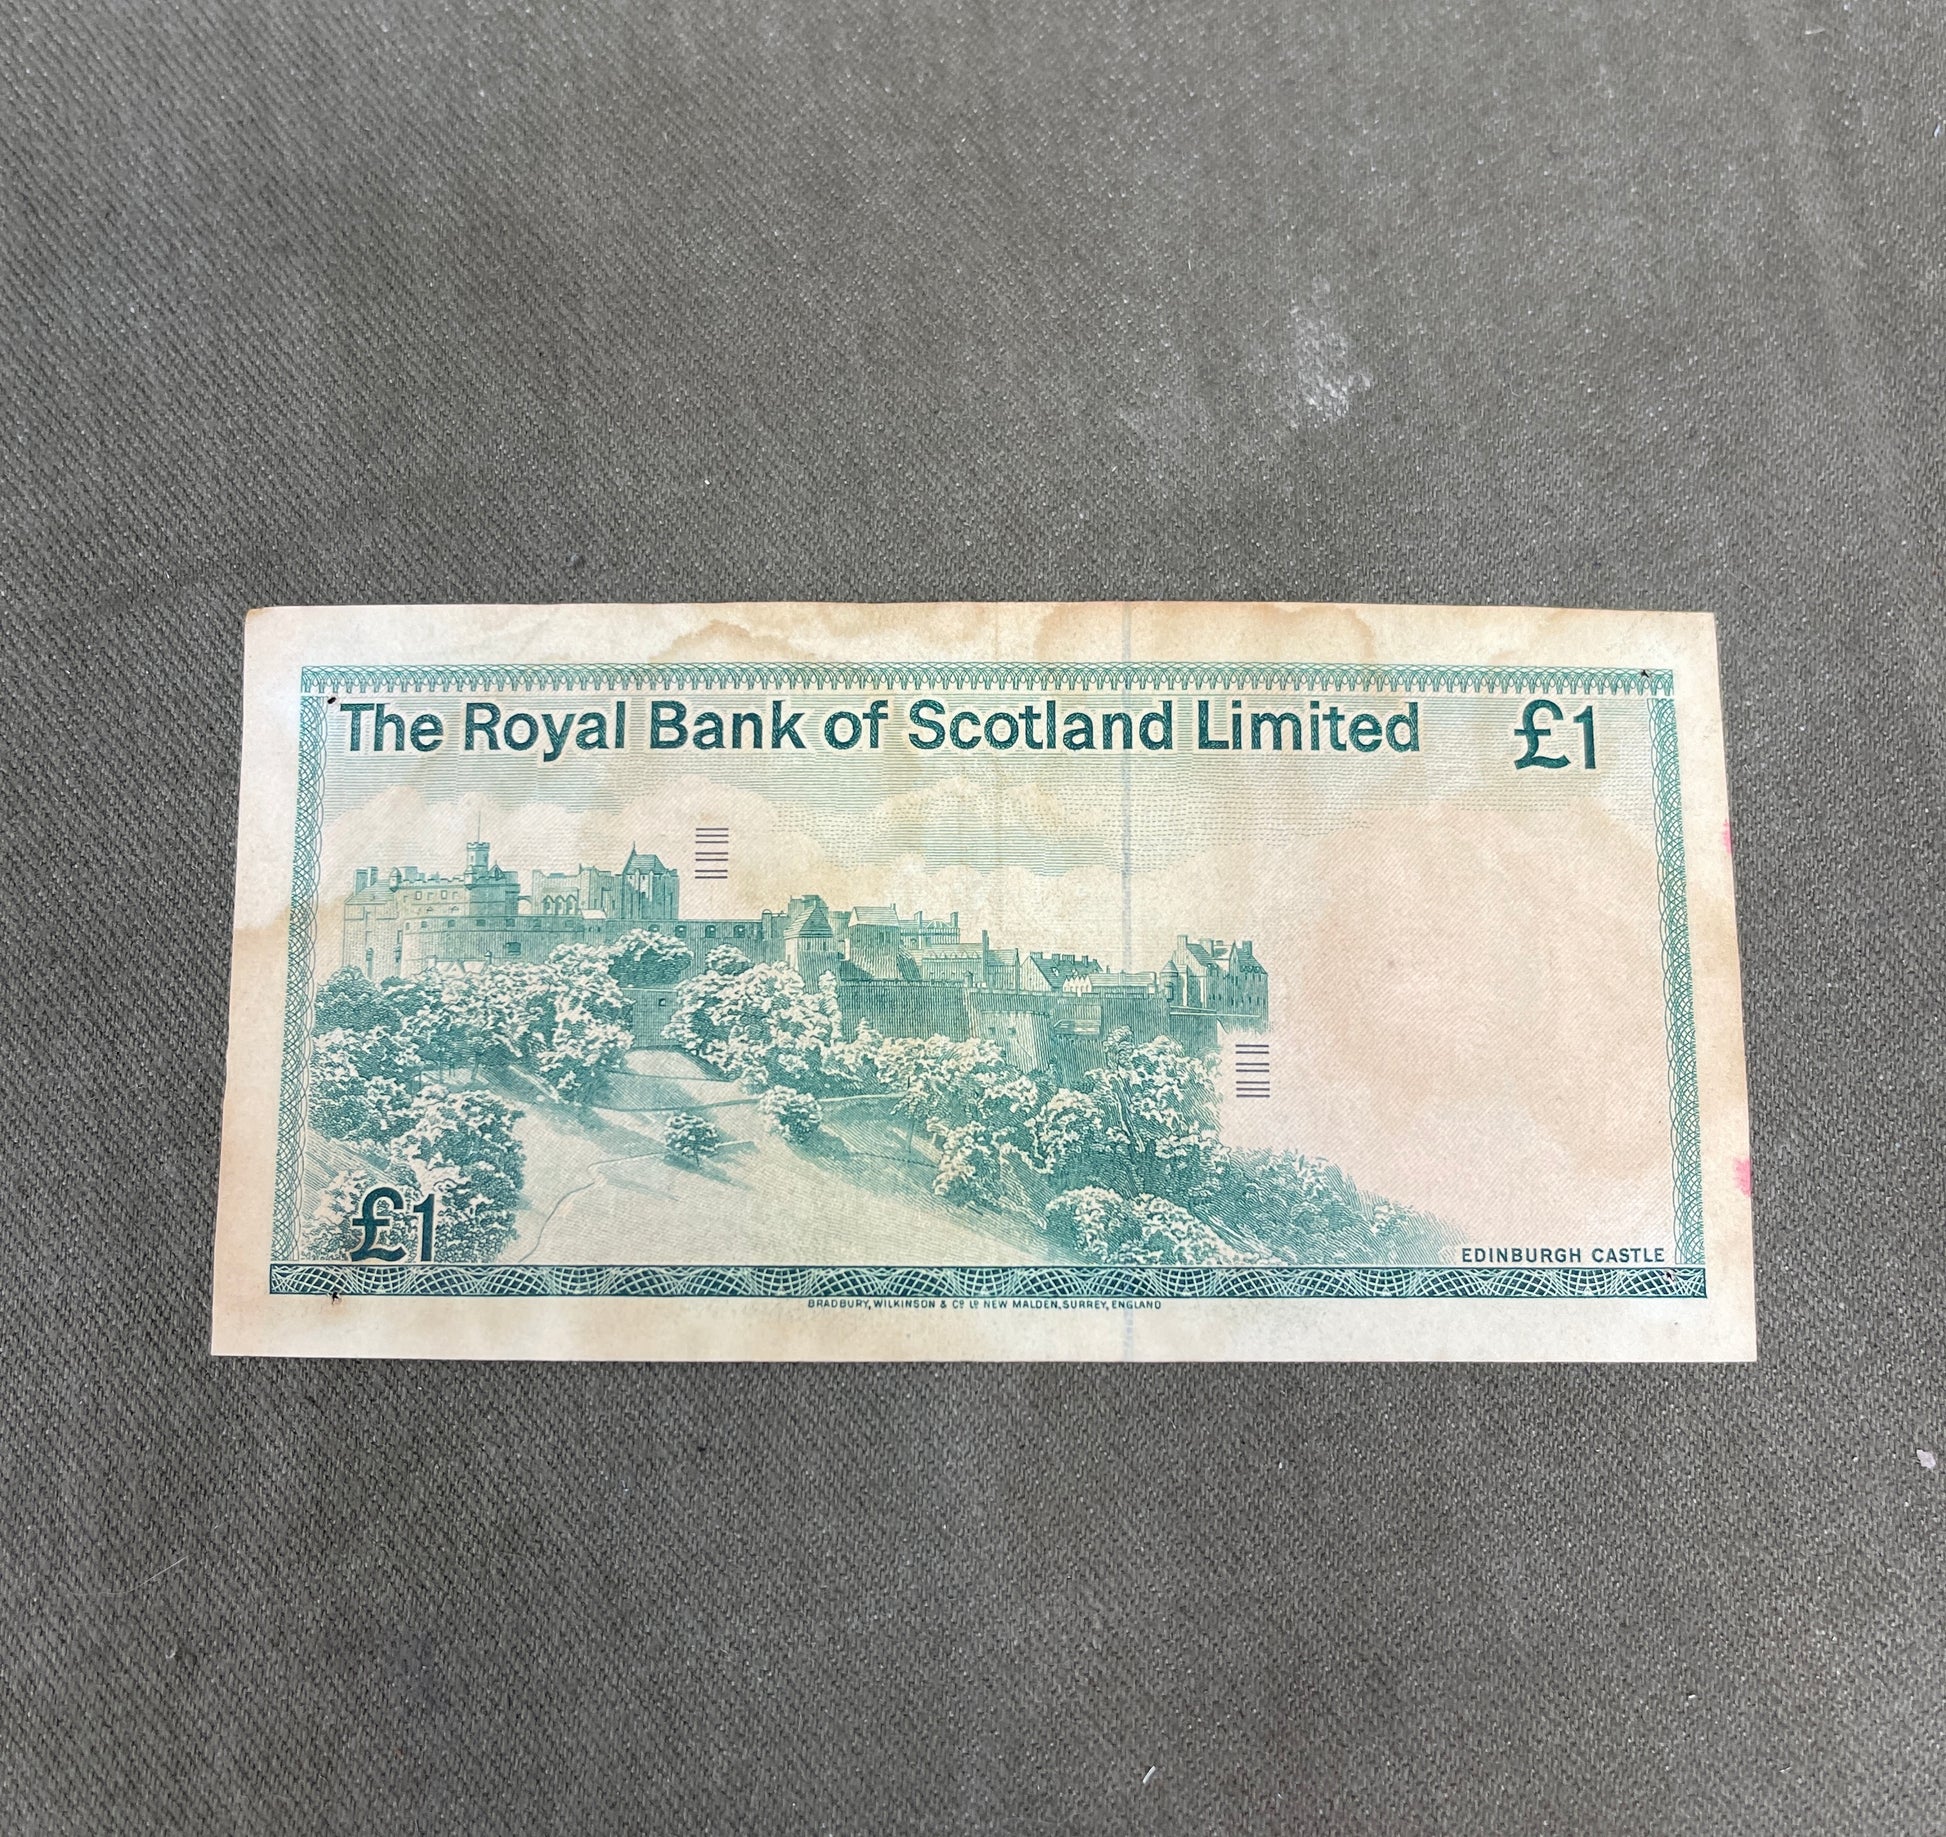 The Royal Bank of Scotland Limited £1
£1
EDINBURGH CASTLE
BRADBURY, WILKINSON & Cº Lᴰ NEW MALDEN, SURREY, ENGLAND